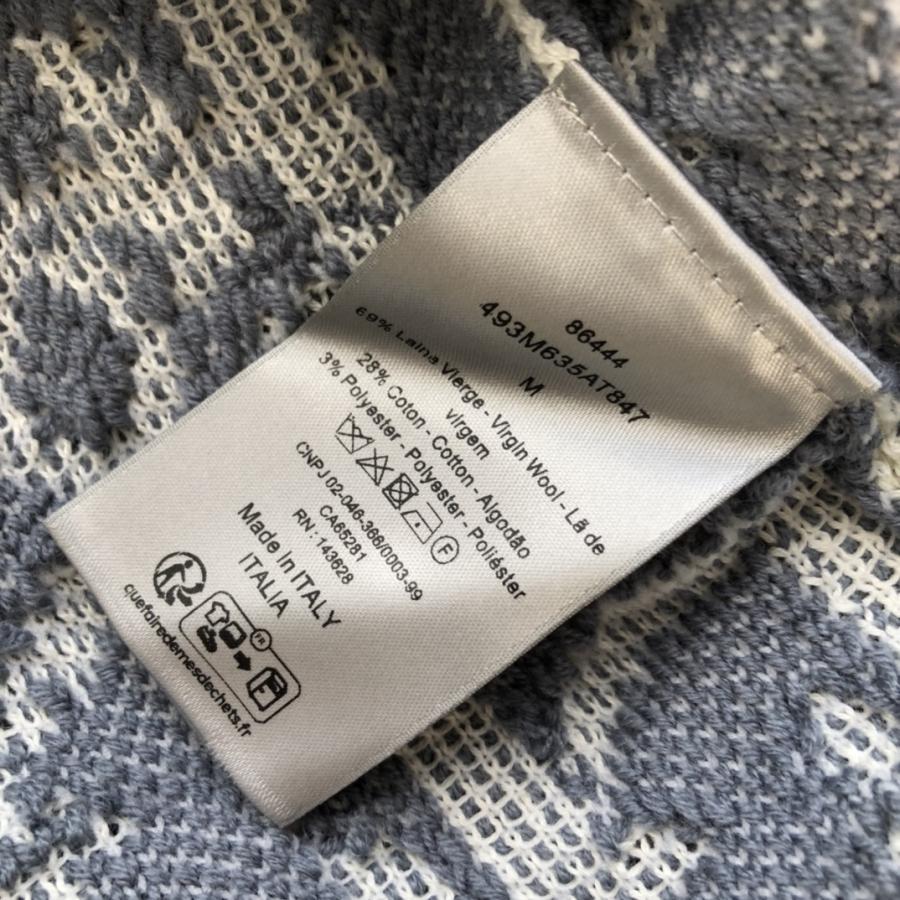 86444
493M635AT847
M
69% Laine Vierge - Virgin Wool - Lã de
virgem
28% Coton - Cotton - Algodão
3% Polyester - Polyester - Poliéster
F
CNPJ 02-046-366/0003-99
CA65281
RN: 143628
Made in ITALY
ITALIA
FR
quefairedemesdechets.fr